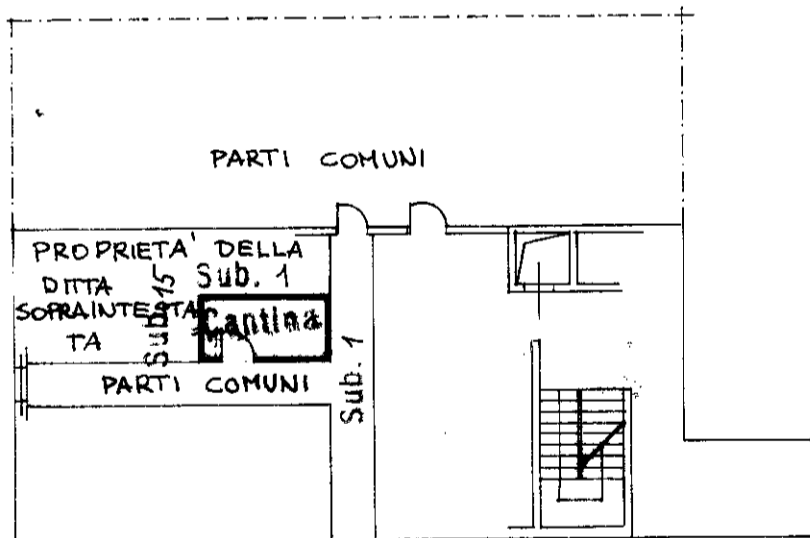 PARTI COMUNI
PROPRIETA' DELLA
DITTA
SOPRAINTESTA
TA
Sub. 15
Sub. 1
Cantina
PARTI COMUNI
Sub. 1